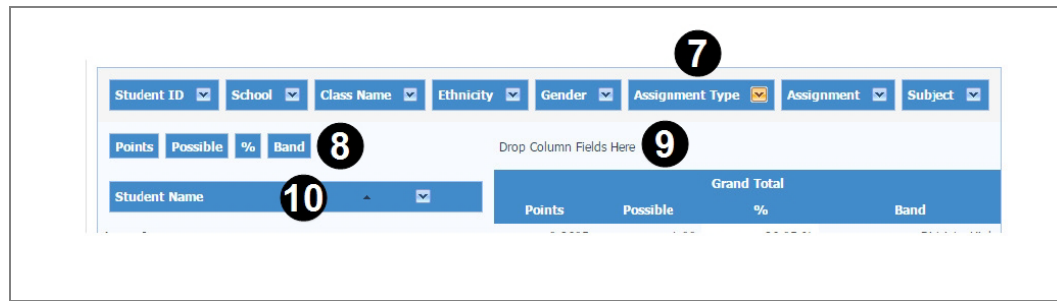 7
Student ID School Class Name Ethnicity Gender Assignment Type Assignment Subject
Points Possible % Band 8 Drop Column Fields Here 9
Student Name 10
Grand Total
Points Possible % Band